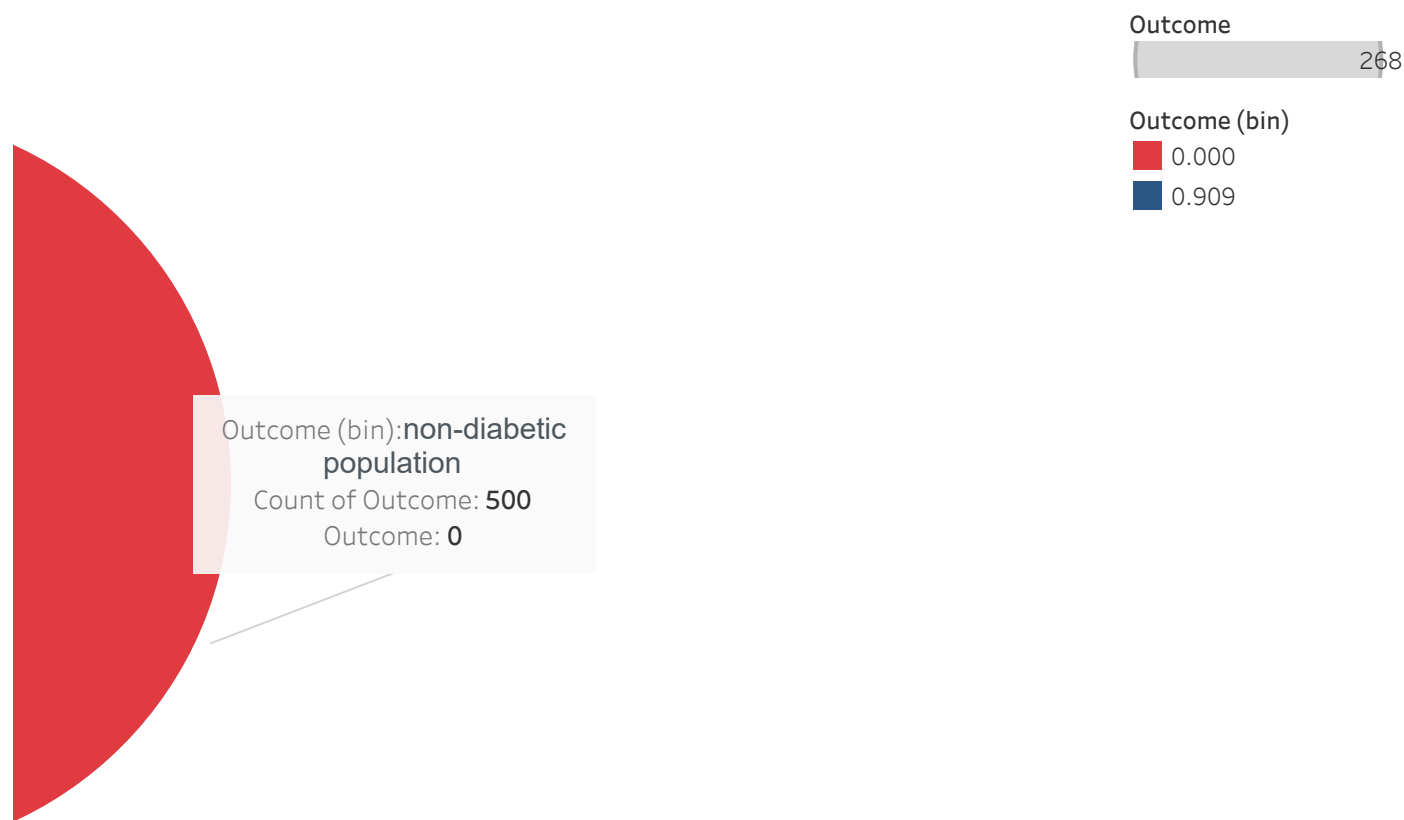 Outcome
268
Outcome (bin)
0.000
0.909
Outcome (bin):non-diabetic
population
Count of Outcome: 500
Outcome: 0